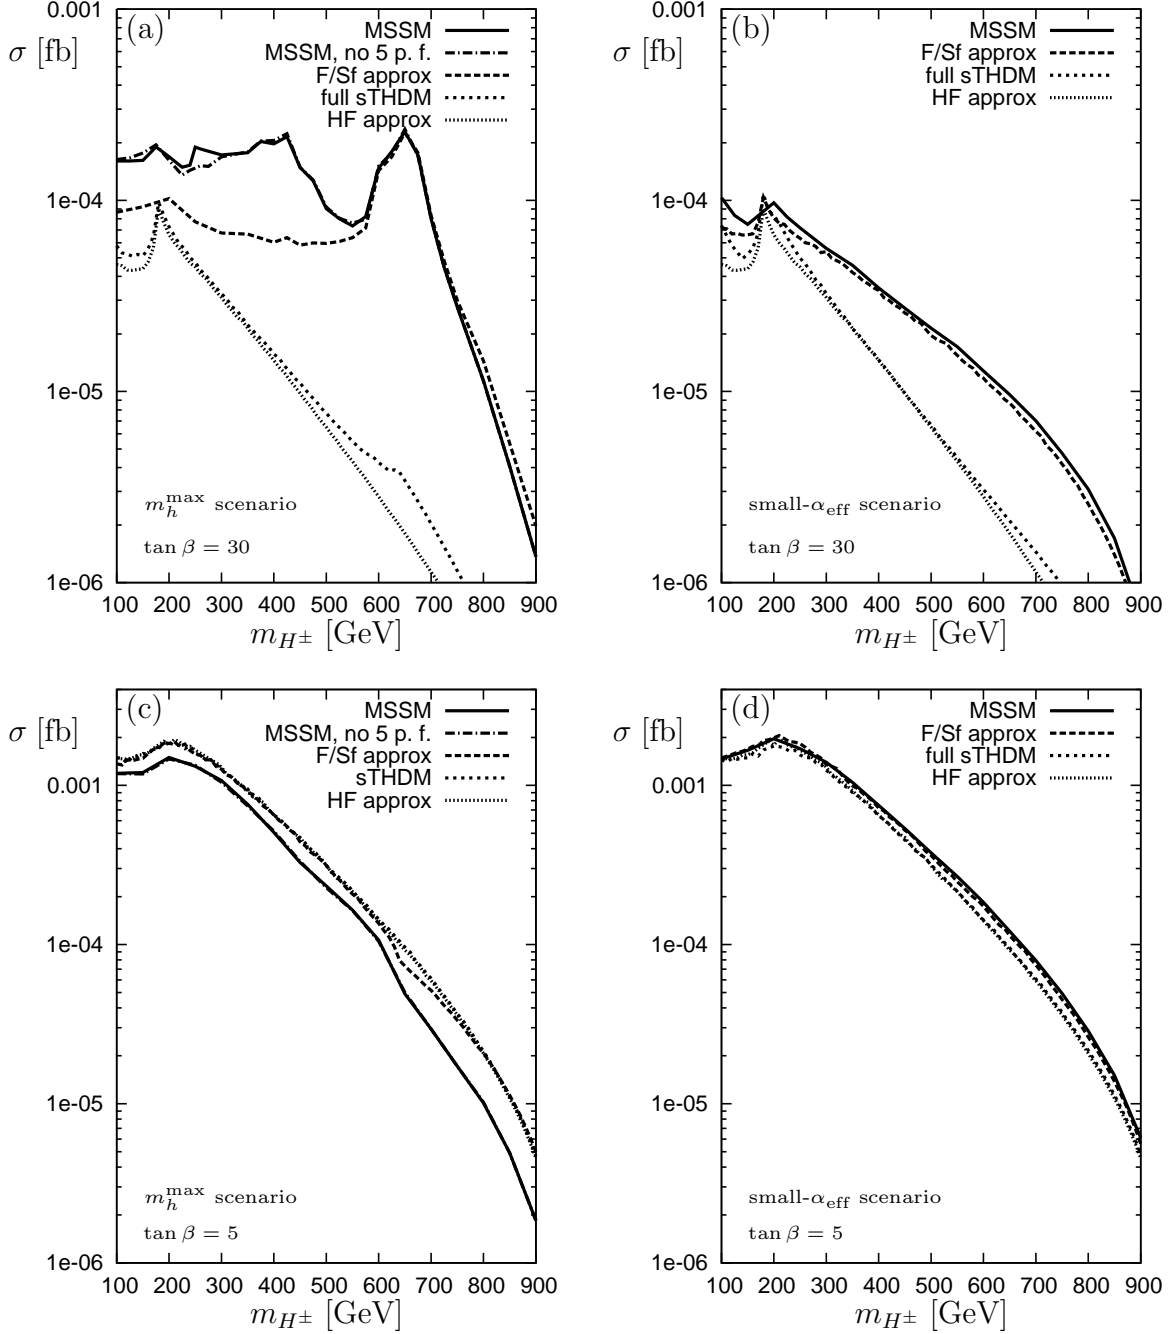 0.001
(a)
σ [fb]
MSSM
MSSM, no 5 p. f.
F/Sf approx
full sTHDM
HF approx
1e-04
1e-05
m_h^max scenario
tan β = 30
1e-06
100 200 300 400 500 600 700 800 900
m_H± [GeV]
0.001
(b)
σ [fb]
MSSM
F/Sf approx
full sTHDM
HF approx
1e-04
1e-05
small-α_eff scenario
tan β = 30
1e-06
100 200 300 400 500 600 700 800 900
m_H± [GeV]
(c)
σ [fb]
MSSM
MSSM, no 5 p. f.
F/Sf approx
sTHDM
HF approx
0.001
1e-04
1e-05
m_h^max scenario
tan β = 5
1e-06
100 200 300 400 500 600 700 800 900
m_H± [GeV]
(d)
σ [fb]
MSSM
F/Sf approx
full sTHDM
HF approx
0.001
1e-04
1e-05
small-α_eff scenario
tan β = 5
1e-06
100 200 300 400 500 600 700 800 900
m_H± [GeV]